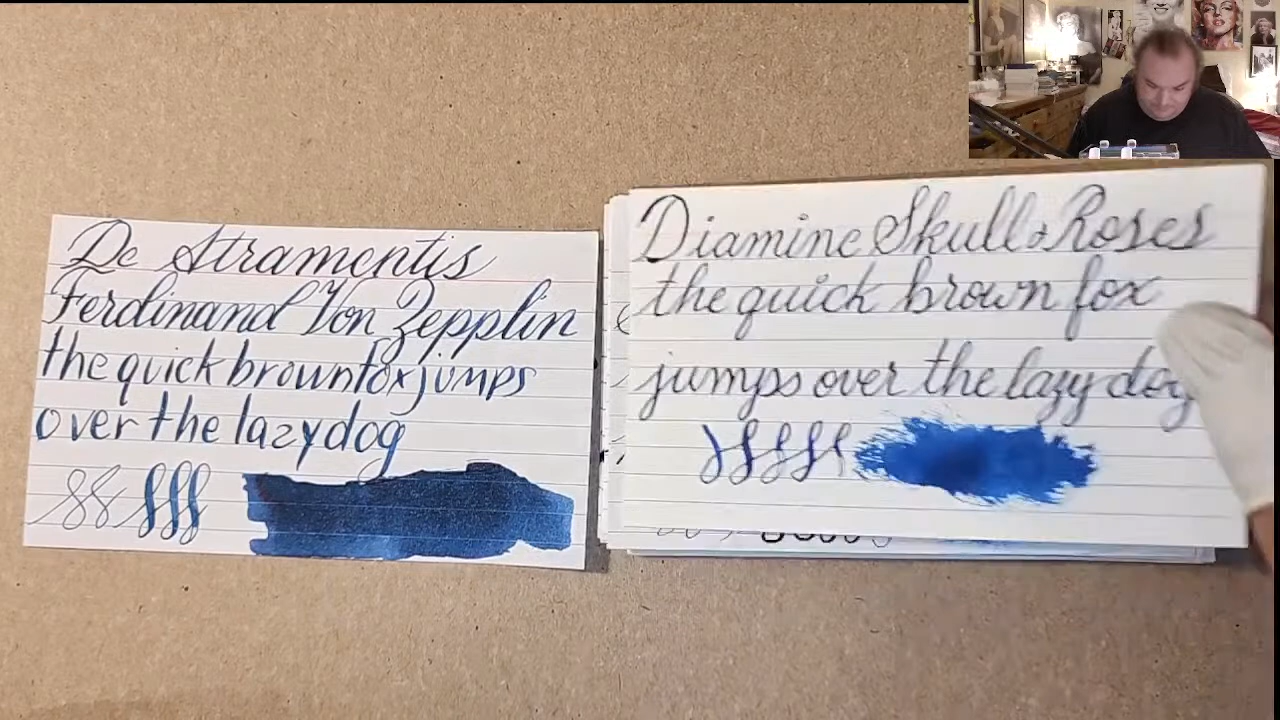 De Atramentis
Ferdinand Von Zepplin
the quick brown fox jumps
over the lazy dog
Diamine Skull & Roses
the quick brown fox
jumps over the lazy dog